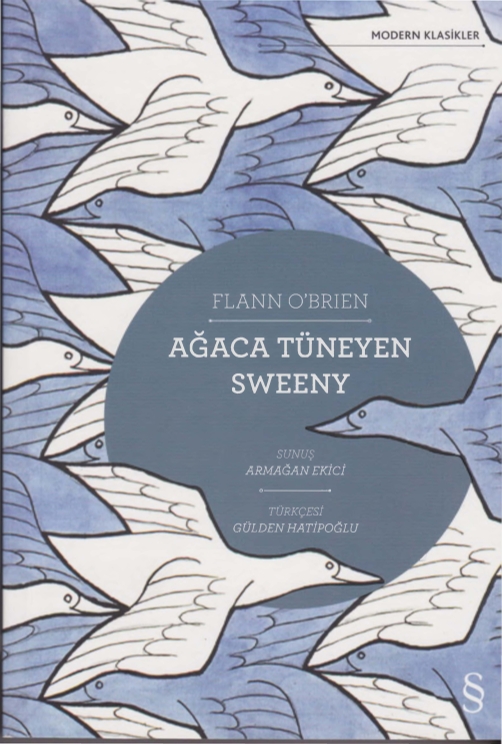 MODERN KLASİKLER
FLANN O'BRIEN
AĞACA TÜNEYEN
SWEENY
SUNUŞ
ARMAĞAN EKİCİ
TÜRKÇESİ
GÜLDEN HATİPOĞLU